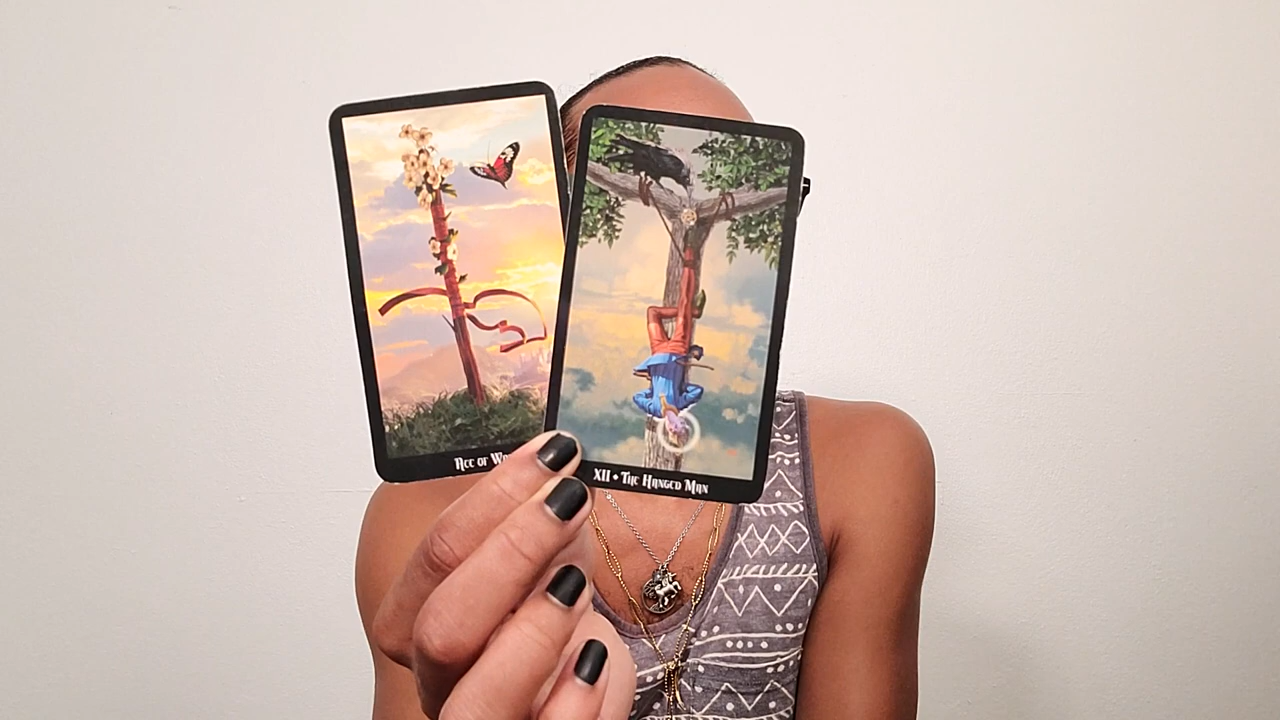 Ace of
XII ♦ The Hanged Man